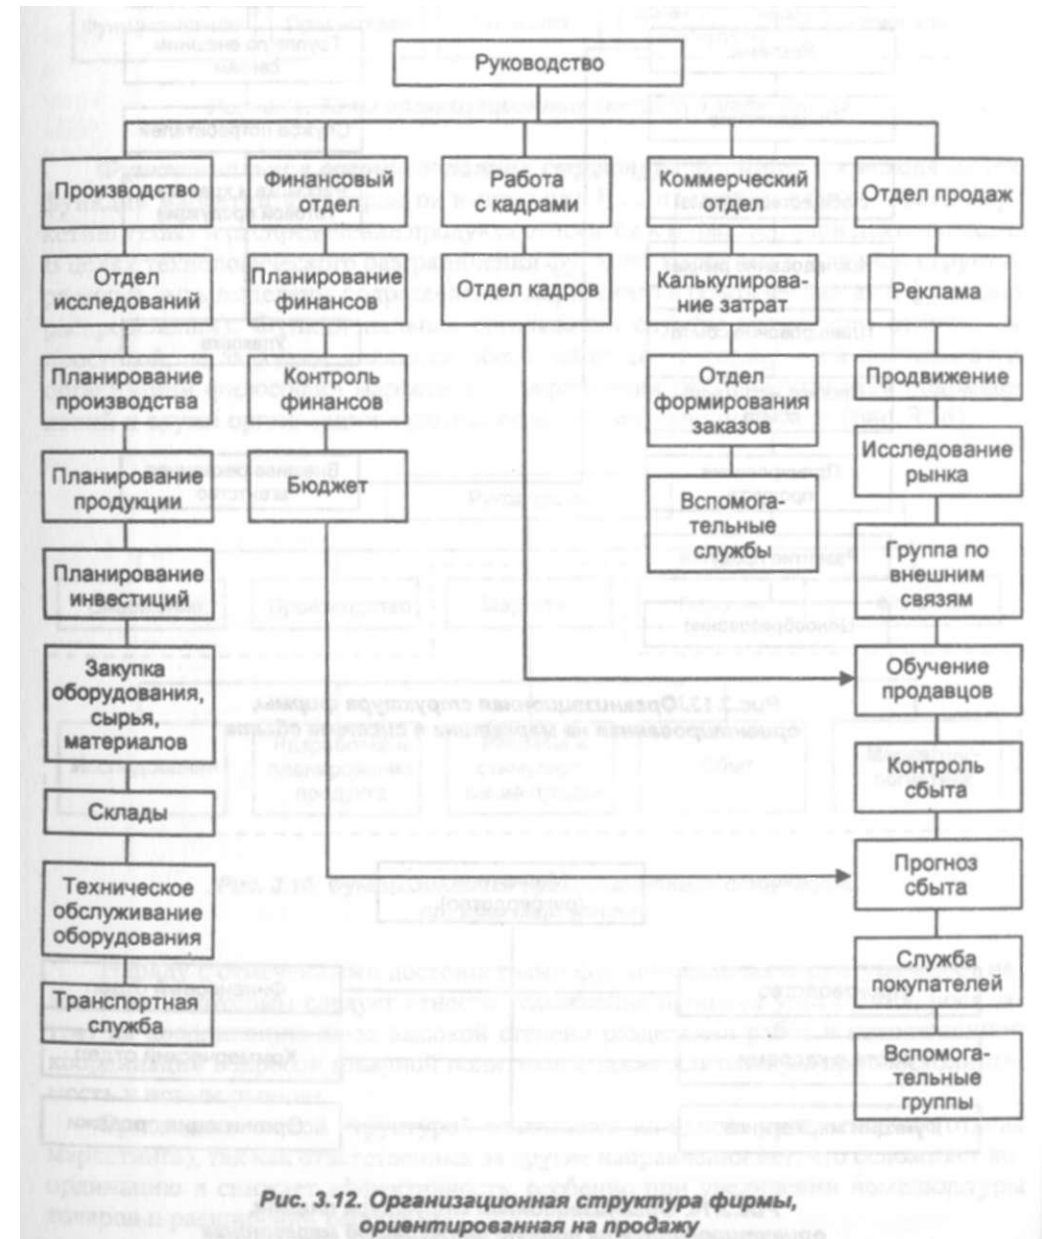 Руководство
Производство
Финансовый
отдел
Работа
с кадрами
Коммерческий
отдел
Отдел продаж
Отдел
исследований
Планирование
финансов
Отдел кадров
Калькулирова-
ние затрат
Реклама
Планирование
производства
Контроль
финансов
Отдел
формирования
заказов
Продвижение
Планирование
продукции
Бюджет
Вспомога-
тельные
службы
Исследование
рынка
Планирование
инвестиций
Группа по
внешним
связям
Закупка
оборудования,
сырья,
материалов
Обучение
продавцов
Склады
Контроль
сбыта
Техническое
обслуживание
оборудования
Прогноз
сбыта
Транспортная
служба
Служба
покупателей
Вспомога-
тельные
группы
Рис. 3.12. Организационная структура фирмы,
ориентированная на продажу